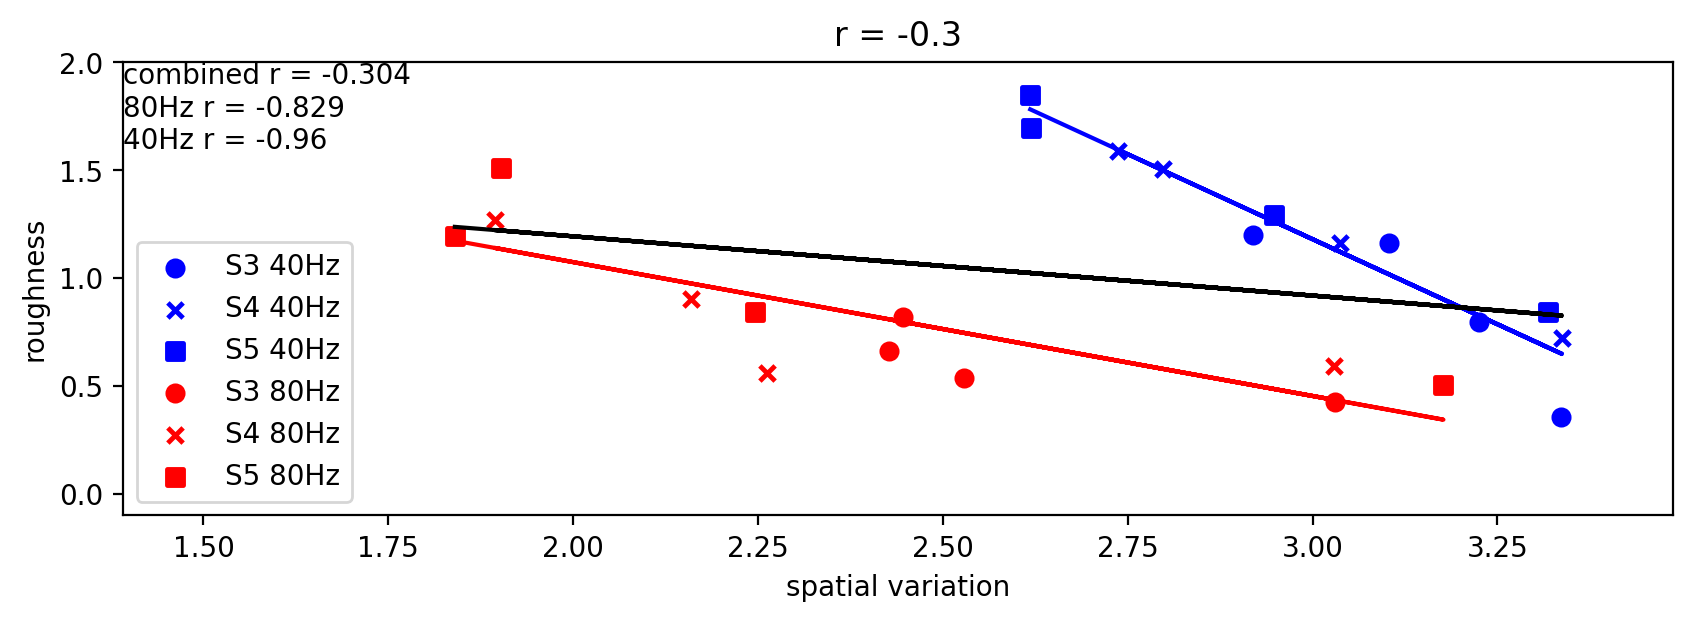 r = -0.3
combined r = -0.304
80Hz r = -0.829
40Hz r = -0.96
2.0
1.5
1.0
0.5
0.0
roughness
S3 40Hz
S4 40Hz
S5 40Hz
S3 80Hz
S4 80Hz
S5 80Hz
1.50 1.75 2.00 2.25 2.50 2.75 3.00 3.25
spatial variation